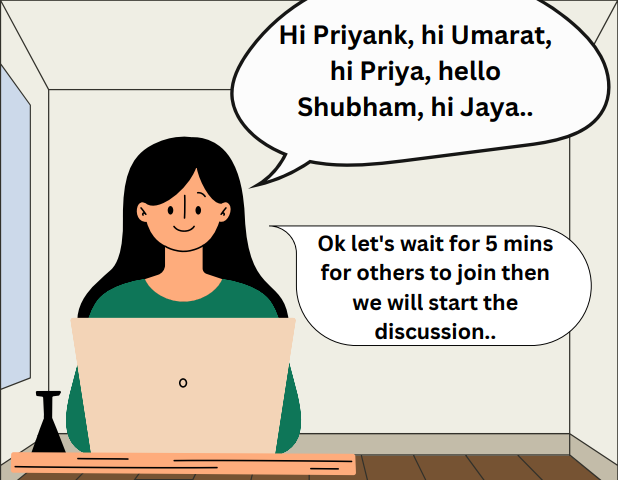 Hi Priyank, hi Umarat,
hi Priya, hello
Shubham, hi Jaya..
Ok let's wait for 5 mins
for others to join then
we will start the
discussion..